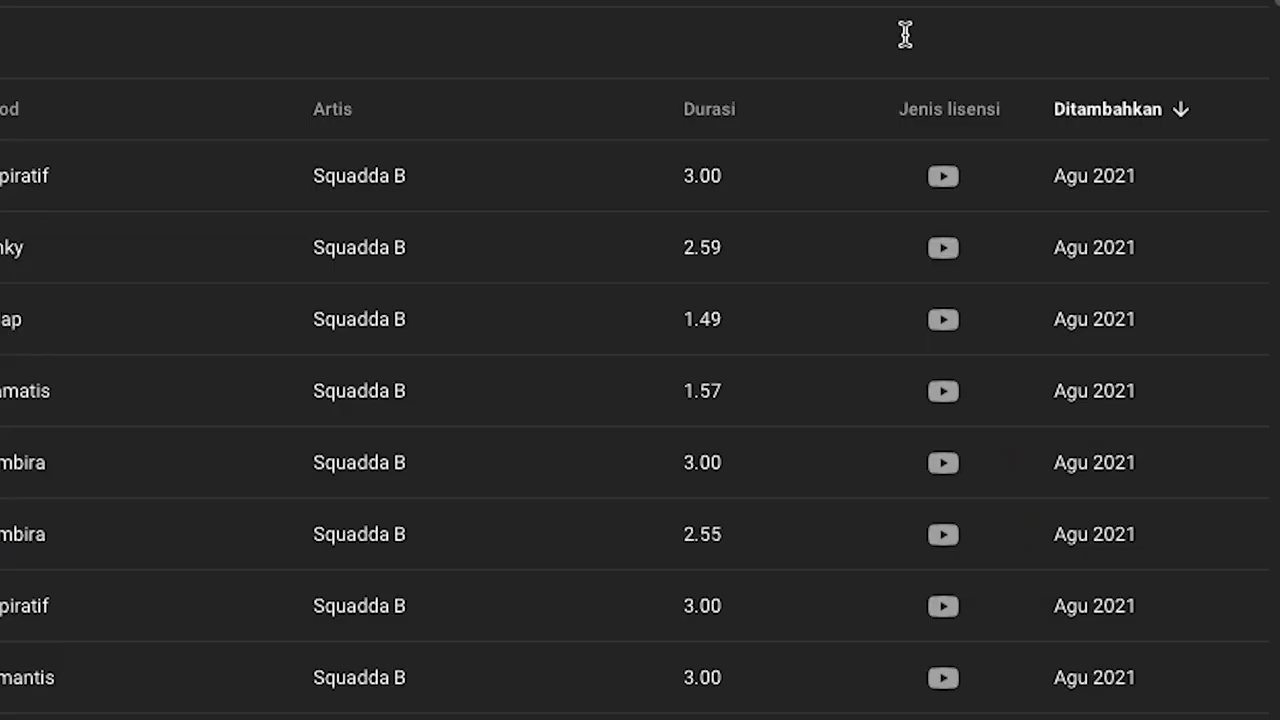 od Artis Durasi Jenis lisensi Ditambahkan
piratif Squadda B 3.00 Agu 2021
nky Squadda B 2.59 Agu 2021
ap Squadda B 1.49 Agu 2021
amatis Squadda B 1.57 Agu 2021
mbira Squadda B 3.00 Agu 2021
mbira Squadda B 2.55 Agu 2021
piratif Squadda B 3.00 Agu 2021
mantis Squadda B 3.00 Agu 2021